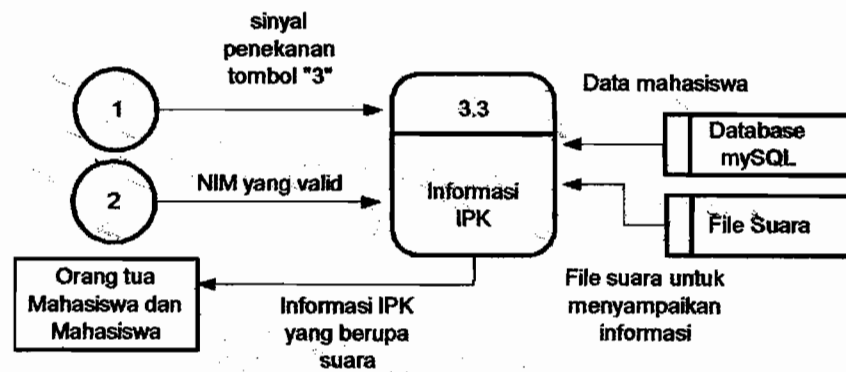 sinyal
penekanan
tombol "3"
1
3.3
Data mahasiswa
Database
mySQL
2
NIM yang valid
Informasi
IPK
File Suara
Orang tua
Mahasiswa dan
Mahasiswa
Informasi IPK
yang berupa
suara
File suara untuk
menyampaikan
informasi